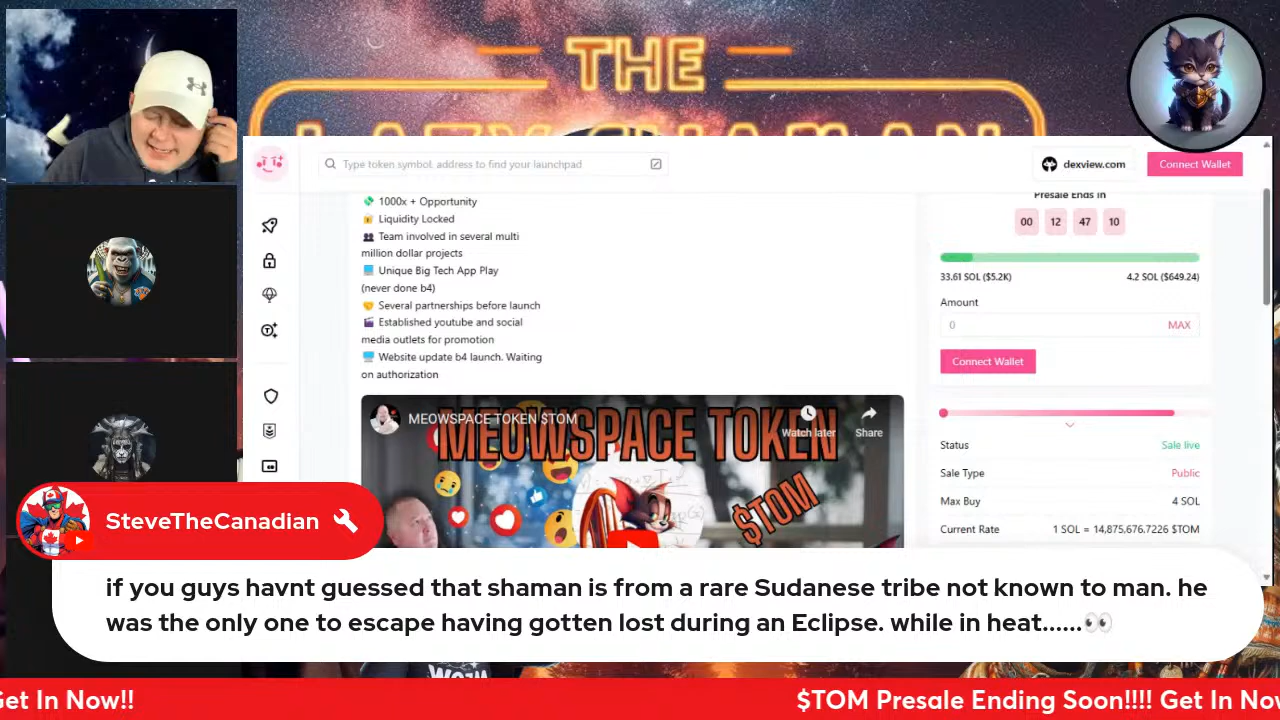 THE
LAZY SHAMAN
Type token symbol, address to find your launchpad
dexview.com
Connect Wallet
1000x + Opportunity
Liquidity Locked
Team involved in several multi
million dollar projects
Unique Big Tech App Play
(never done b4)
Several partnerships before launch
Established youtube and social
media outlets for promotion
Website update b4 launch. Waiting
on authorization
Presale Ends In
00 12 47 10
33.61 SOL ($5.2K) 4.2 SOL ($649.24)
Amount
0 MAX
Connect Wallet
Status Sale live
Sale Type Public
Max Buy 4 SOL
Current Rate 1 SOL = 14,875,676.7226 $TOM
MEOWSPACE TOKEN $TOM
Watch later Share
MEOWSPACE TOKEN
$TOM
SteveTheCanadian
if you guys havnt guessed that shaman is from a rare Sudanese tribe not known to man. he
was the only one to escape having gotten lost during an Eclipse. while in heat......👀
Get In Now!! $TOM Presale Ending Soon!!!! Get In Now